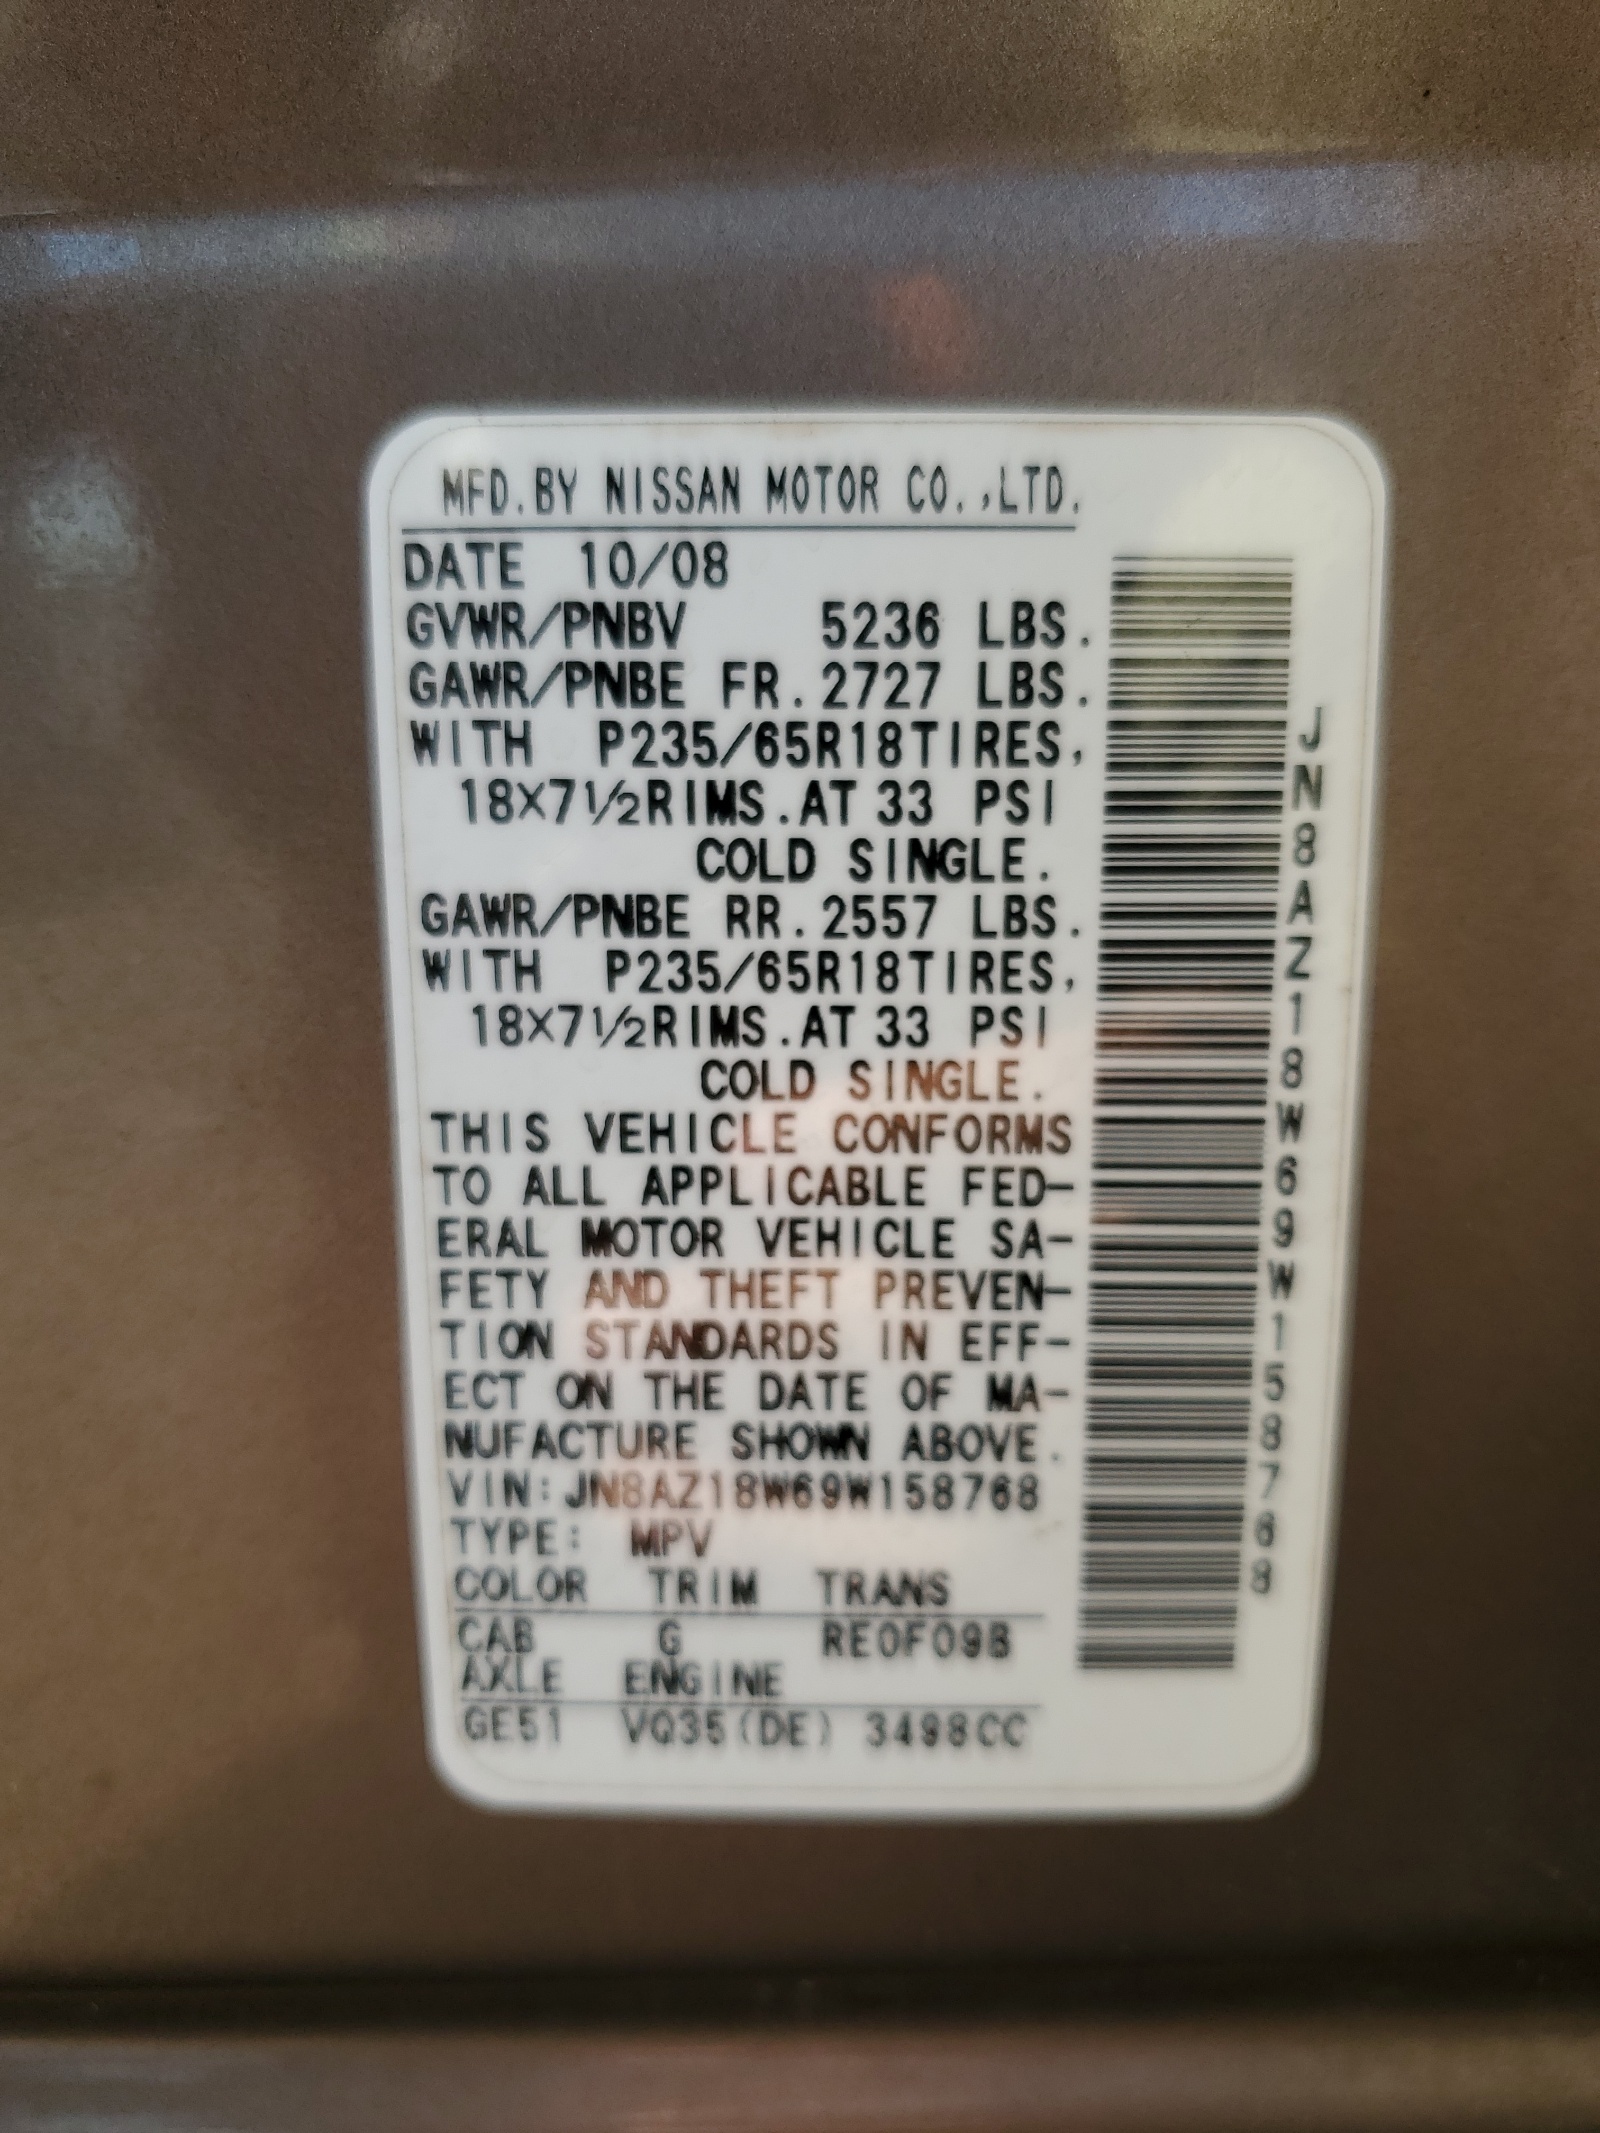 MFD.BY NISSAN MOTOR CO.,LTD.
DATE 10/08
GVWR/PNBV 5236 LBS.
GAWR/PNBE FR.2727 LBS.
WITH P235/65R18TIRES,
18×7½RIMS.AT 33 PSI
COLD SINGLE.
GAWR/PNBE RR.2557 LBS.
WITH P235/65R18TIRES,
18×7½RIMS.AT 33 PSI
COLD SINGLE.
THIS VEHICLE CONFORMS
TO ALL APPLICABLE FED-
ERAL MOTOR VEHICLE SA-
FETY AND THEFT PREVEN-
TION STANDARDS IN EFF-
ECT ON THE DATE OF MA-
NUFACTURE SHOWN ABOVE.
VIN:JN8AZ18W69W158768
TYPE: MPV
COLOR TRIM TRANS
CAB G RE0F09B
AXLE ENGINE
GE51 VQ35(DE) 3498CC
JN8AZ18W69W158768